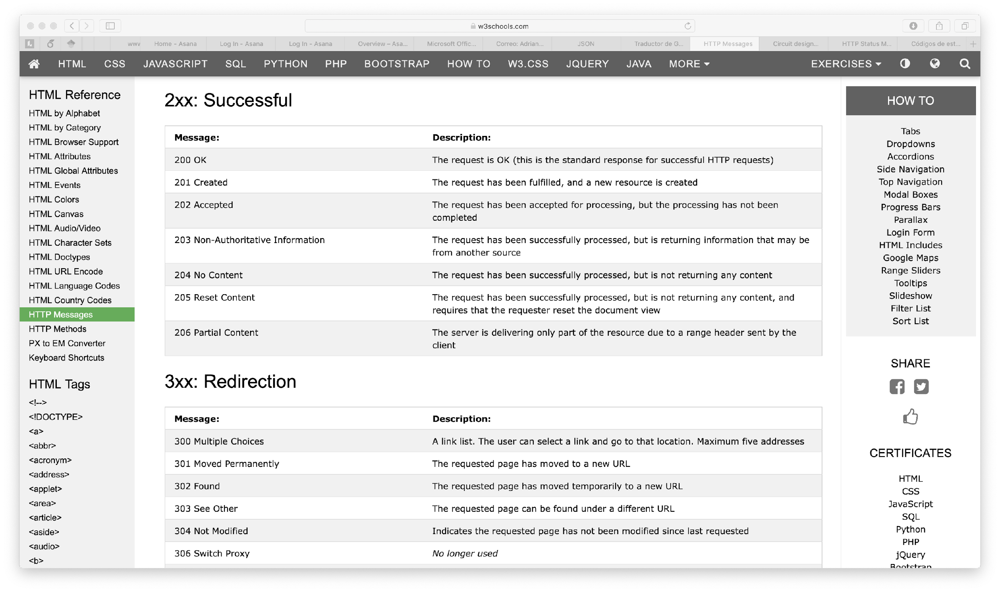 w3schools.com
www
Home – Asana
Log In – Asana
Log In – Asana
Overview – Asa...
Microsoft Offic...
Correo: Adrian...
JSON
Traductor de G...
HTTP Messages
Circuit design...
HTTP Status M...
Códigos de est...
HTML CSS JAVASCRIPT SQL PYTHON PHP BOOTSTRAP HOW TO W3.CSS JQUERY JAVA MORE EXERCISES
HTML Reference
HTML by Alphabet
HTML by Category
HTML Browser Support
HTML Attributes
HTML Global Attributes
HTML Events
HTML Colors
HTML Canvas
HTML Audio/Video
HTML Character Sets
HTML Doctypes
HTML URL Encode
HTML Language Codes
HTML Country Codes
HTTP Messages
HTTP Methods
PX to EM Converter
Keyboard Shortcuts
HTML Tags
<!-->
<!DOCTYPE>
<a>
<abbr>
<acronym>
<address>
<applet>
<area>
<article>
<aside>
<audio>
<b>
2xx: Successful
Message: Description:
200 OK The request is OK (this is the standard response for successful HTTP requests)
201 Created The request has been fulfilled, and a new resource is created
202 Accepted The request has been accepted for processing, but the processing has not been
completed
203 Non-Authoritative Information The request has been successfully processed, but is returning information that may be
from another source
204 No Content The request has been successfully processed, but is not returning any content
205 Reset Content The request has been successfully processed, but is not returning any content, and
requires that the requester reset the document view
206 Partial Content The server is delivering only part of the resource due to a range header sent by the
client
3xx: Redirection
Message: Description:
300 Multiple Choices A link list. The user can select a link and go to that location. Maximum five addresses
301 Moved Permanently The requested page has moved to a new URL
302 Found The requested page has moved temporarily to a new URL
303 See Other The requested page can be found under a different URL
304 Not Modified Indicates the requested page has not been modified since last requested
306 Switch Proxy No longer used
HOW TO
Tabs
Dropdowns
Accordions
Side Navigation
Top Navigation
Modal Boxes
Progress Bars
Parallax
Login Form
HTML Includes
Google Maps
Range Sliders
Tooltips
Slideshow
Filter List
Sort List
SHARE
CERTIFICATES
HTML
CSS
JavaScript
SQL
Python
PHP
jQuery
Bootstrap